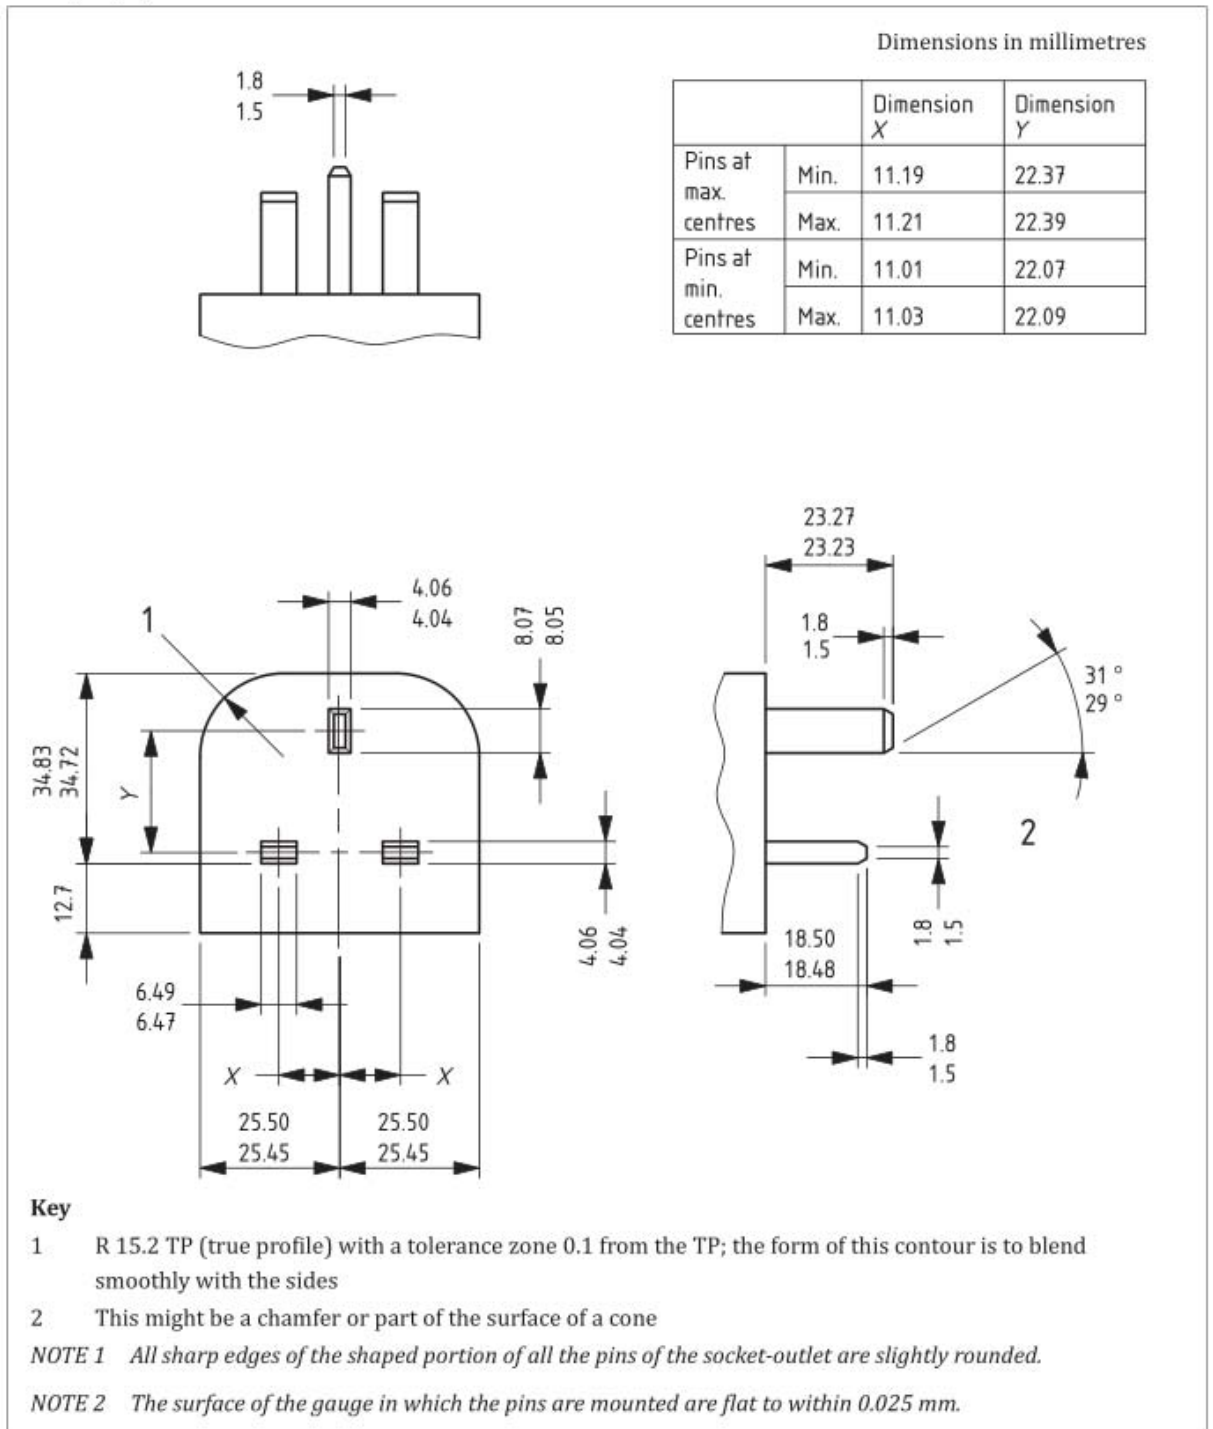 Dimensions in millimetres
1.8
1.5
Dimension
X
Dimension
Y
Pins at
max.
centres
Min. 11.19 22.37
Max. 11.21 22.39
Pins at
min.
centres
Min. 11.01 22.07
Max. 11.03 22.09
23.27
23.23
4.06
4.04
8.07
8.05
1
1.8
1.5
31 °
29 °
34.83
34.72
Y
2
12.7
4.06
4.04
18.50
18.48
1.8
1.5
6.49
6.47
1.8
1.5
X X
25.50 25.50
25.45 25.45
Key
1 R 15.2 TP (true profile) with a tolerance zone 0.1 from the TP; the form of this contour is to blend
smoothly with the sides
2 This might be a chamfer or part of the surface of a cone
NOTE 1 All sharp edges of the shaped portion of all the pins of the socket-outlet are slightly rounded.
NOTE 2 The surface of the gauge in which the pins are mounted are flat to within 0.025 mm.